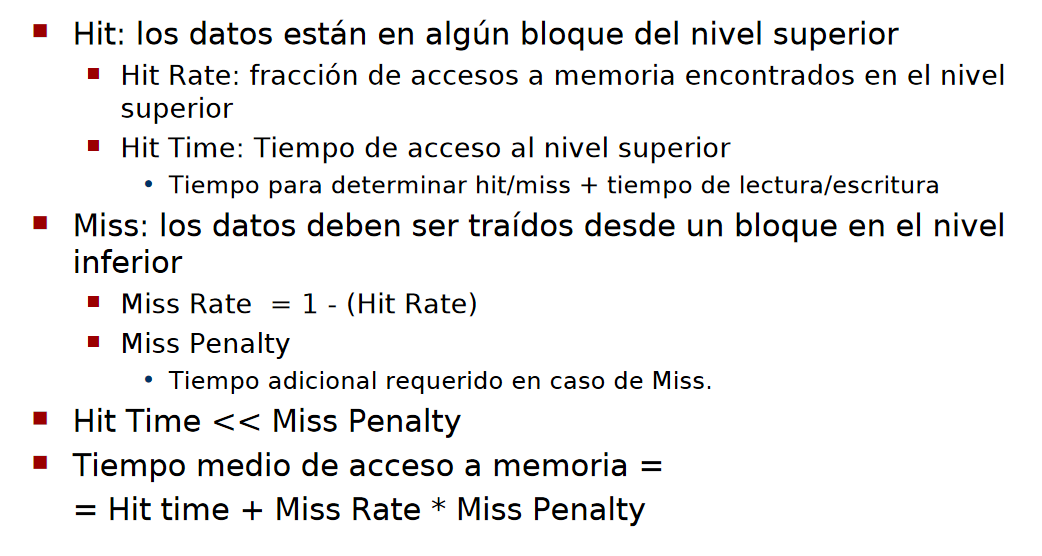 Hit: los datos están en algún bloque del nivel superior
Hit Rate: fracción de accesos a memoria encontrados en el nivel
superior
Hit Time: Tiempo de acceso al nivel superior
Tiempo para determinar hit/miss + tiempo de lectura/escritura
Miss: los datos deben ser traídos desde un bloque en el nivel
inferior
Miss Rate  = 1 - (Hit Rate)
Miss Penalty
Tiempo adicional requerido en caso de Miss.
Hit Time << Miss Penalty
Tiempo medio de acceso a memoria =
= Hit time + Miss Rate * Miss Penalty